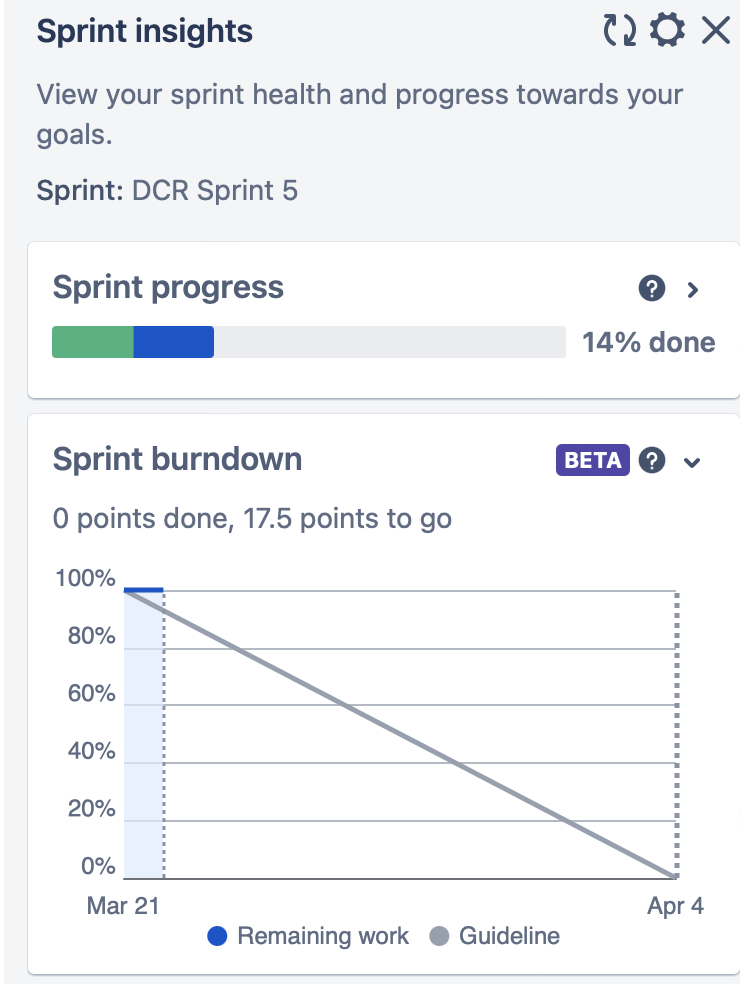 Sprint insights
View your sprint health and progress towards your
goals.
Sprint: DCR Sprint 5
Sprint progress ?
14% done
Sprint burndown BETA ?
0 points done, 17.5 points to go
100%
80%
60%
40%
20%
0%
Mar 21 Apr 4
Remaining work Guideline